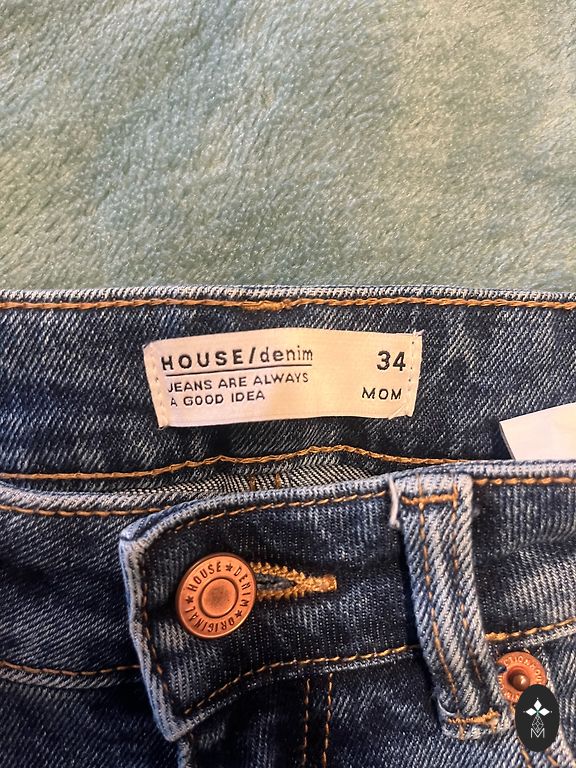 HOUSE/denim 34
JEANS ARE ALWAYS
A GOOD IDEA MOM
HOUSE★DENIM★ORIGINAL★
M